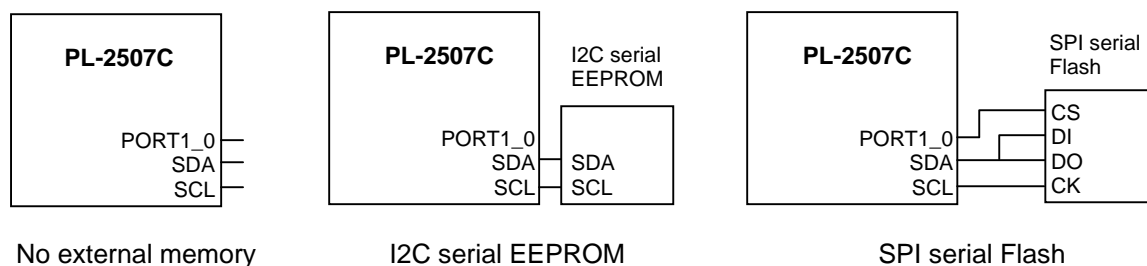 PL-2507C
PORT1_0
SDA
SCL
No external memory
PL-2507C
I2C serial
EEPROM
SDA
SCL
SDA
SCL
I2C serial EEPROM
PL-2507C
SPI serial
Flash
PORT1_0
SDA
SCL
CS
DI
DO
CK
SPI serial Flash